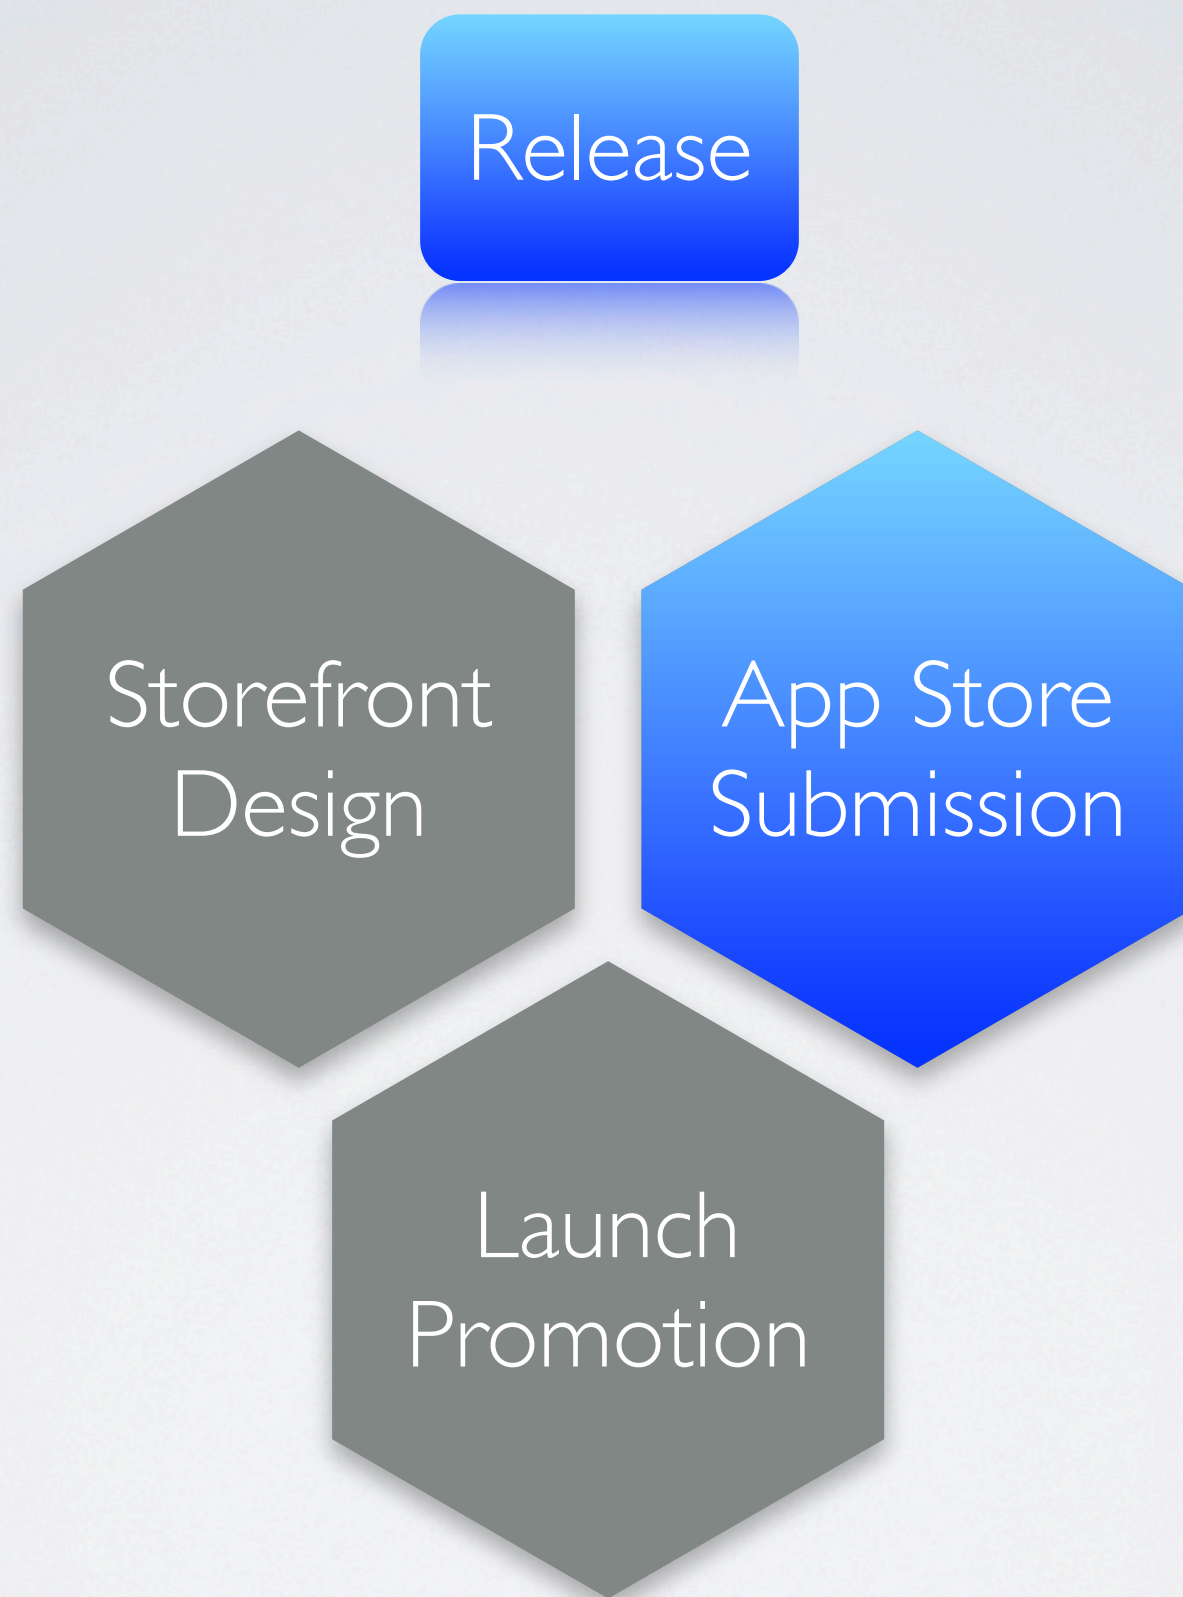 Release
Storefront
Design
App Store
Submission
Launch
Promotion